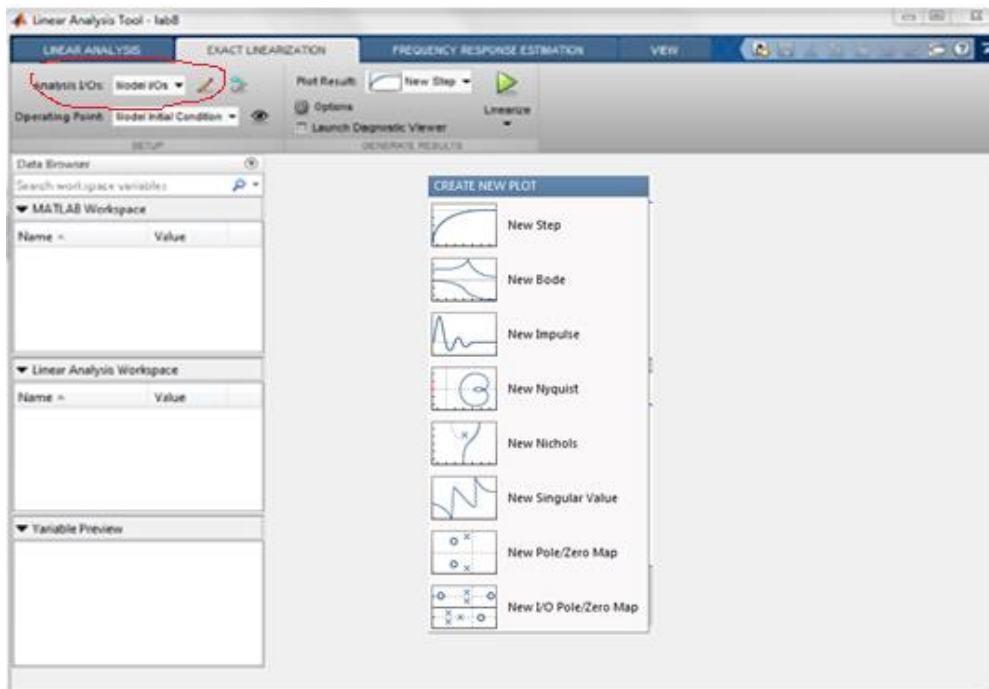 Linear Analysis Tool - lab8
LINEAR ANALYSIS
EXACT LINEARIZATION
FREQUENCY RESPONSE ESTIMATION
VIEW
Analysis I/Os: Model I/Os
Operating Point: Model Initial Condition
SETUP
Plot Result: New Step
Options
Launch Diagnostic Viewer
Linearize
GENERATE RESULTS
Data Browser
Search workspace variables
MATLAB Workspace
Name Value
Linear Analysis Workspace
Name Value
Variable Preview
CREATE NEW PLOT
New Step
New Bode
New Impulse
New Nyquist
New Nichols
New Singular Value
New Pole/Zero Map
New I/O Pole/Zero Map